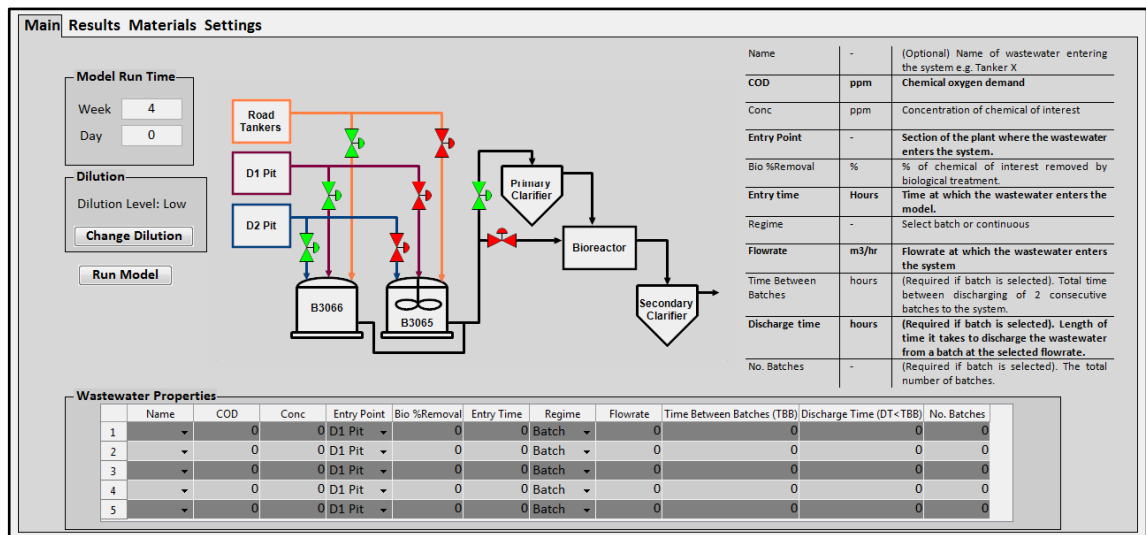 Main Results Materials Settings
Model Run Time
Week 4
Day 0
Dilution
Dilution Level: Low
Change Dilution
Run Model
Road
Tankers
D1 Pit
D2 Pit
B3066
B3065
Primary
Clarifier
Bioreactor
Secondary
Clarifier
Name - (Optional) Name of wastewater entering
the system e.g. Tanker X
COD ppm Chemical oxygen demand
Conc ppm Concentration of chemical of interest
Entry Point - Section of the plant where the wastewater
enters the system.
Bio %Removal % % of chemical of interest removed by
biological treatment.
Entry time Hours Time at which the wastewater enters the
model.
Regime - Select batch or continuous
Flowrate m3/hr Flowrate at which the wastewater enters
the system
Time Between hours (Required if batch is selected). Total time
Batches between discharging of 2 consecutive
batches to the system.
Discharge time hours (Required if batch is selected). Length of
time it takes to discharge the wastewater
from a batch at the selected flowrate.
No. Batches - (Required if batch is selected). The total
number of batches.
Wastewater Properties
Name COD Conc Entry Point Bio %Removal Entry Time Regime Flowrate Time Between Batches (TBB) Discharge Time (DT<TBB) No. Batches
1 0 0 D1 Pit 0 0 Batch 0 0 0 0
2 0 0 D1 Pit 0 0 Batch 0 0 0 0
3 0 0 D1 Pit 0 0 Batch 0 0 0 0
4 0 0 D1 Pit 0 0 Batch 0 0 0 0
5 0 0 D1 Pit 0 0 Batch 0 0 0 0